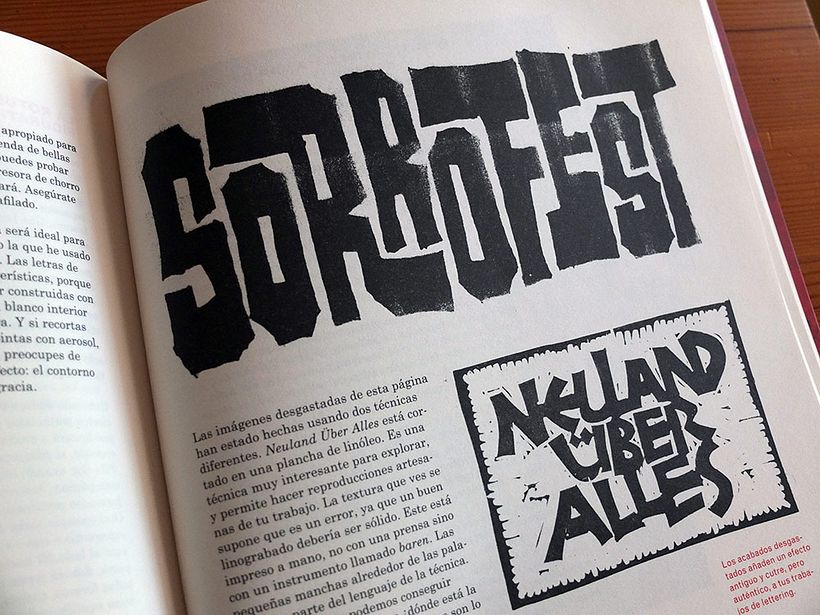 apropiado para
enda de bellas
puedes probar
resora de chorro
ará. Asegúrate
afilado.
será ideal para
o la que he usado
. Las letras de
erísticas, porque
r construidas con
blanco interior
a. Y si recortas
intas con aerosol,
preocupes de
ecto: el contorno
gracia.
SORBOFEST
Las imágenes desgastadas de esta página
han estado hechas usando dos técnicas
diferentes. Neuland Über Alles está cor-
tado en una plancha de linóleo. Es una
técnica muy interesante para explorar,
y permite hacer reproducciones artesa-
nas de tu trabajo. La textura que ves se
supone que es un error, ya que un buen
linograbado debería ser sólido. Este está
impreso a mano, no con una prensa sino
con un instrumento llamado baren. Las
pequeñas manchas alrededor de las pala-
parte del lenguaje de la técnica.
podemos conseguir
¿dónde está la
son lo
NEULAND
ÜBER
ALLES
Los acabados desgas-
tados añaden un efecto
antiguo y cutre, pero
auténtico, a tus traba-
os de lettering.